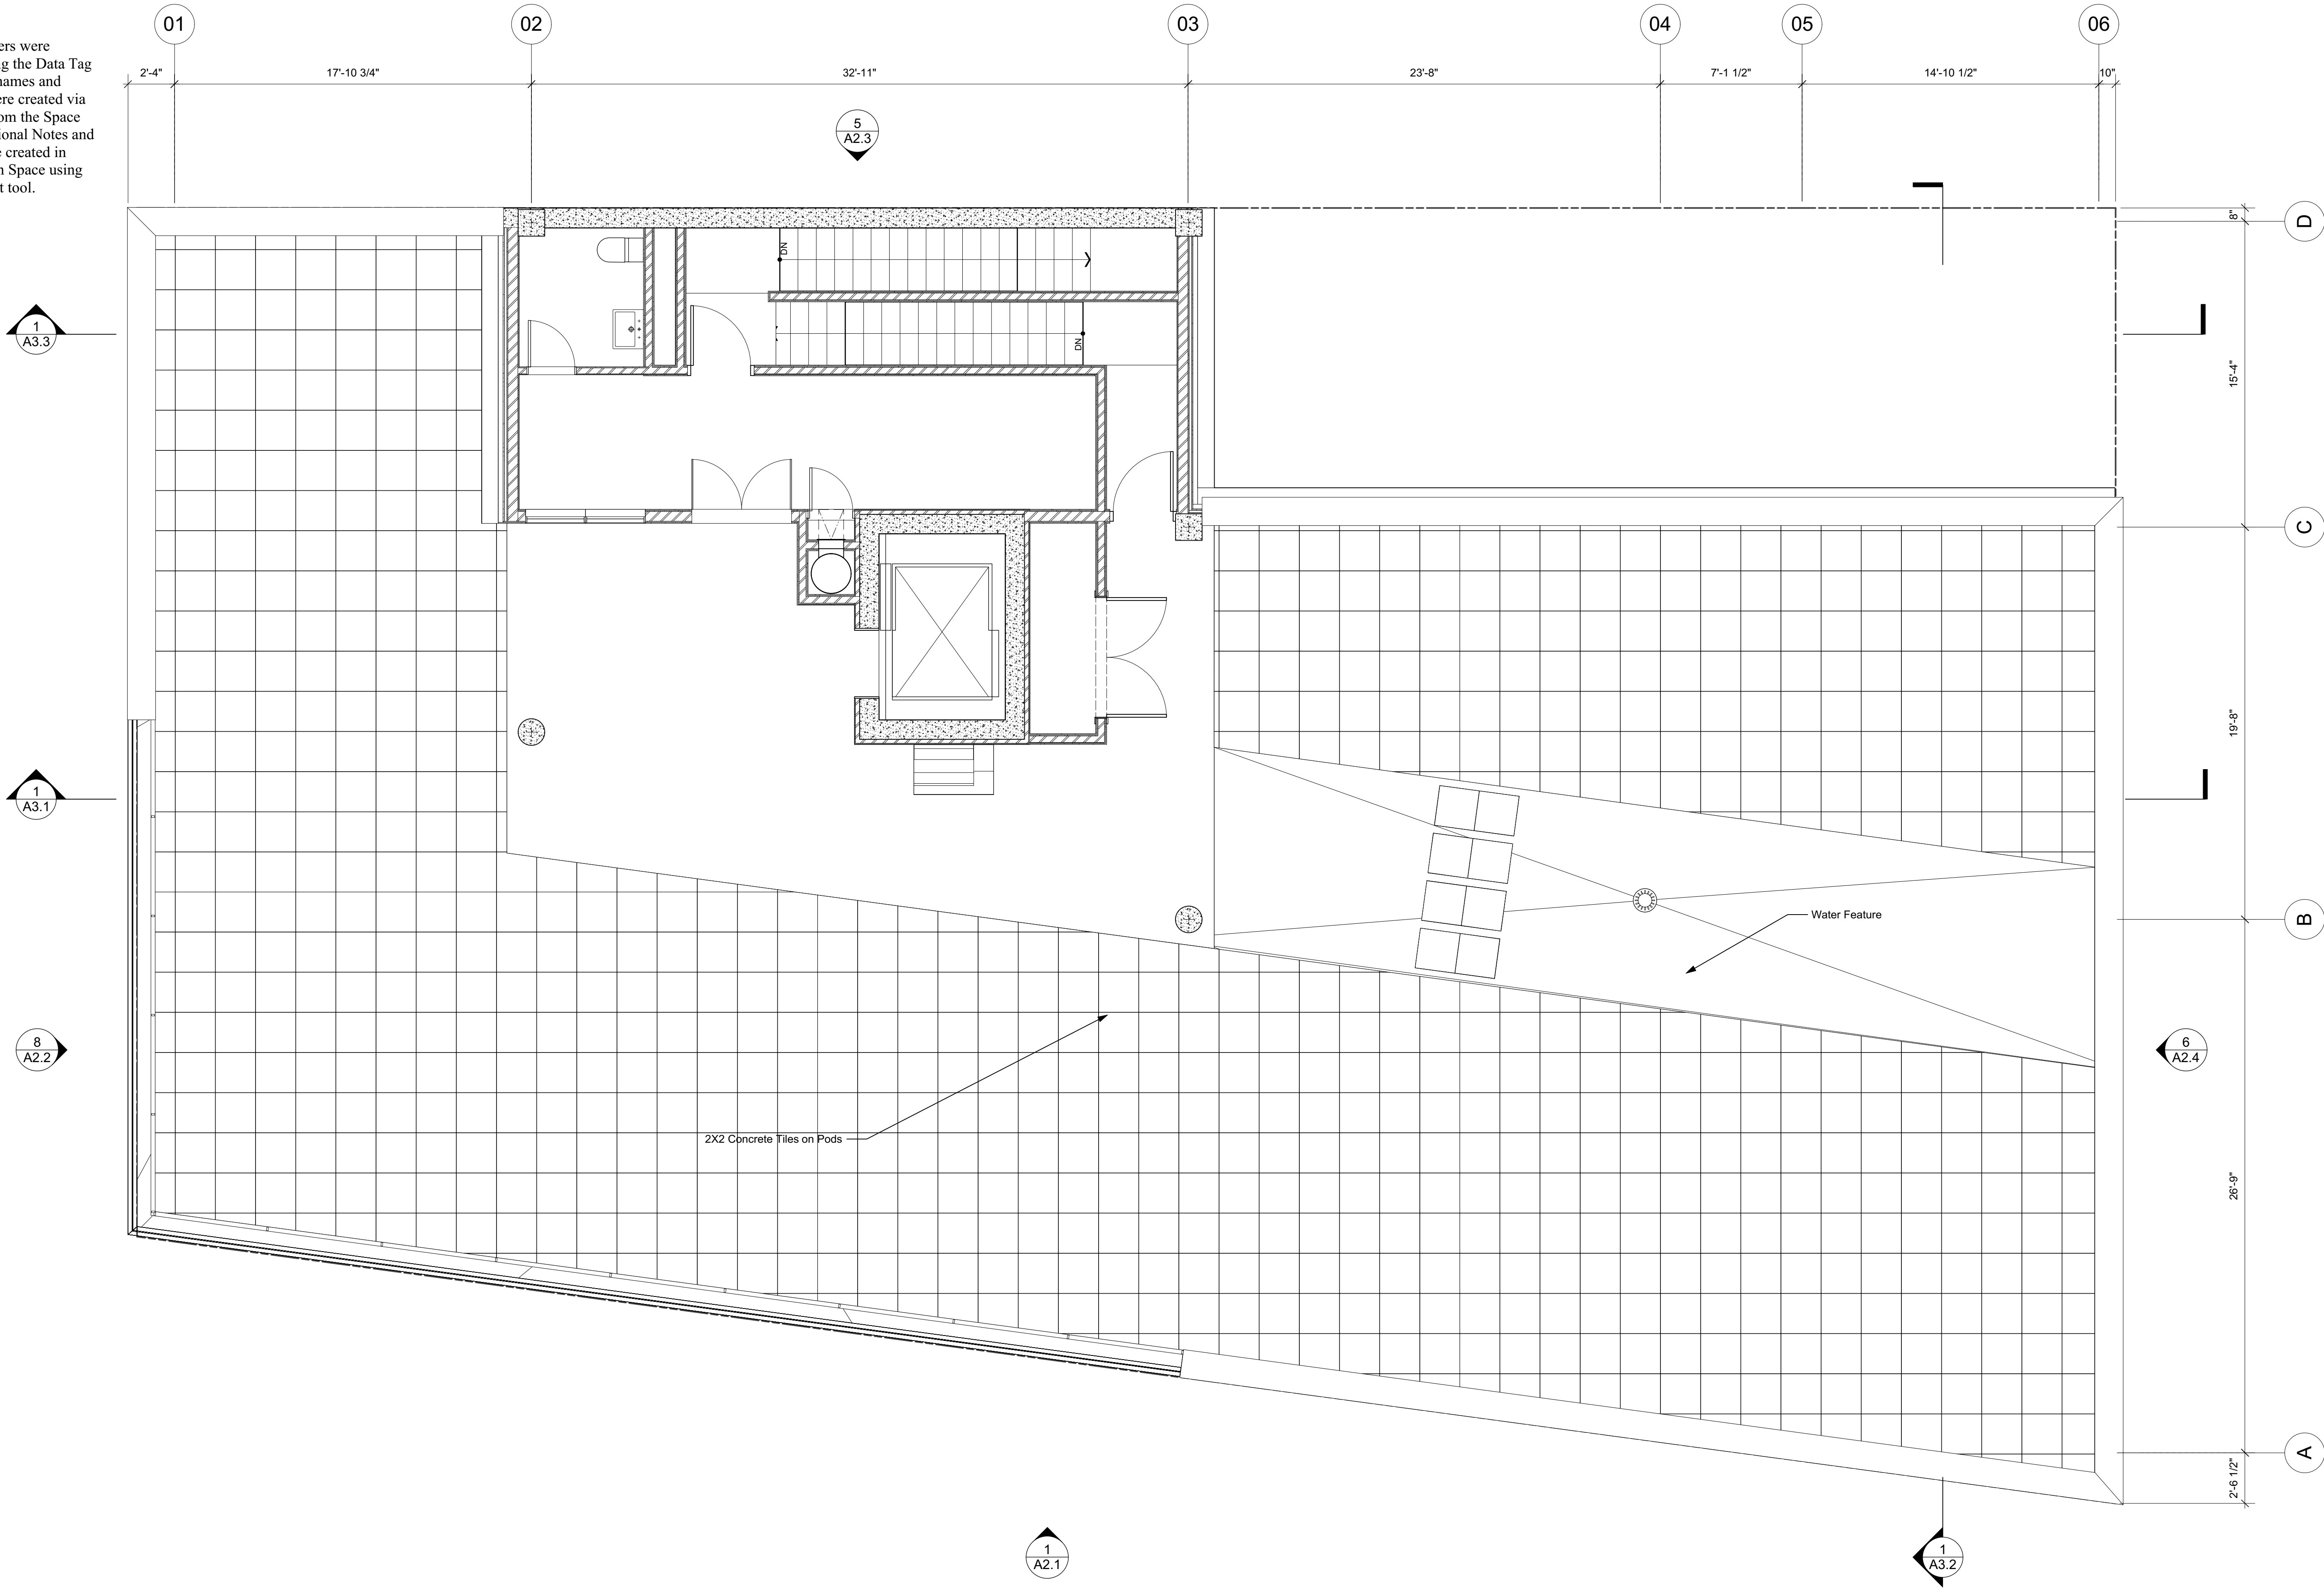 01
02
03
04
05
06
2'-4"
17'-10 3/4"
32'-11"
23'-8"
7'-1 1/2"
14'-10 1/2"
10"
ers were
g the Data Tag
names and
ere created via
om the Space
ional Notes and
e created in
n Space using
t tool.
5
A2.3
D
8"
DN
1
A3.3
DN
15'-4"
C
19'-8"
1
A3.1
Water Feature
B
8
A2.2
6
A2.4
2X2 Concrete Tiles on Pods
26'-9"
A
2'-6 1/2"
1
A2.1
1
A3.2